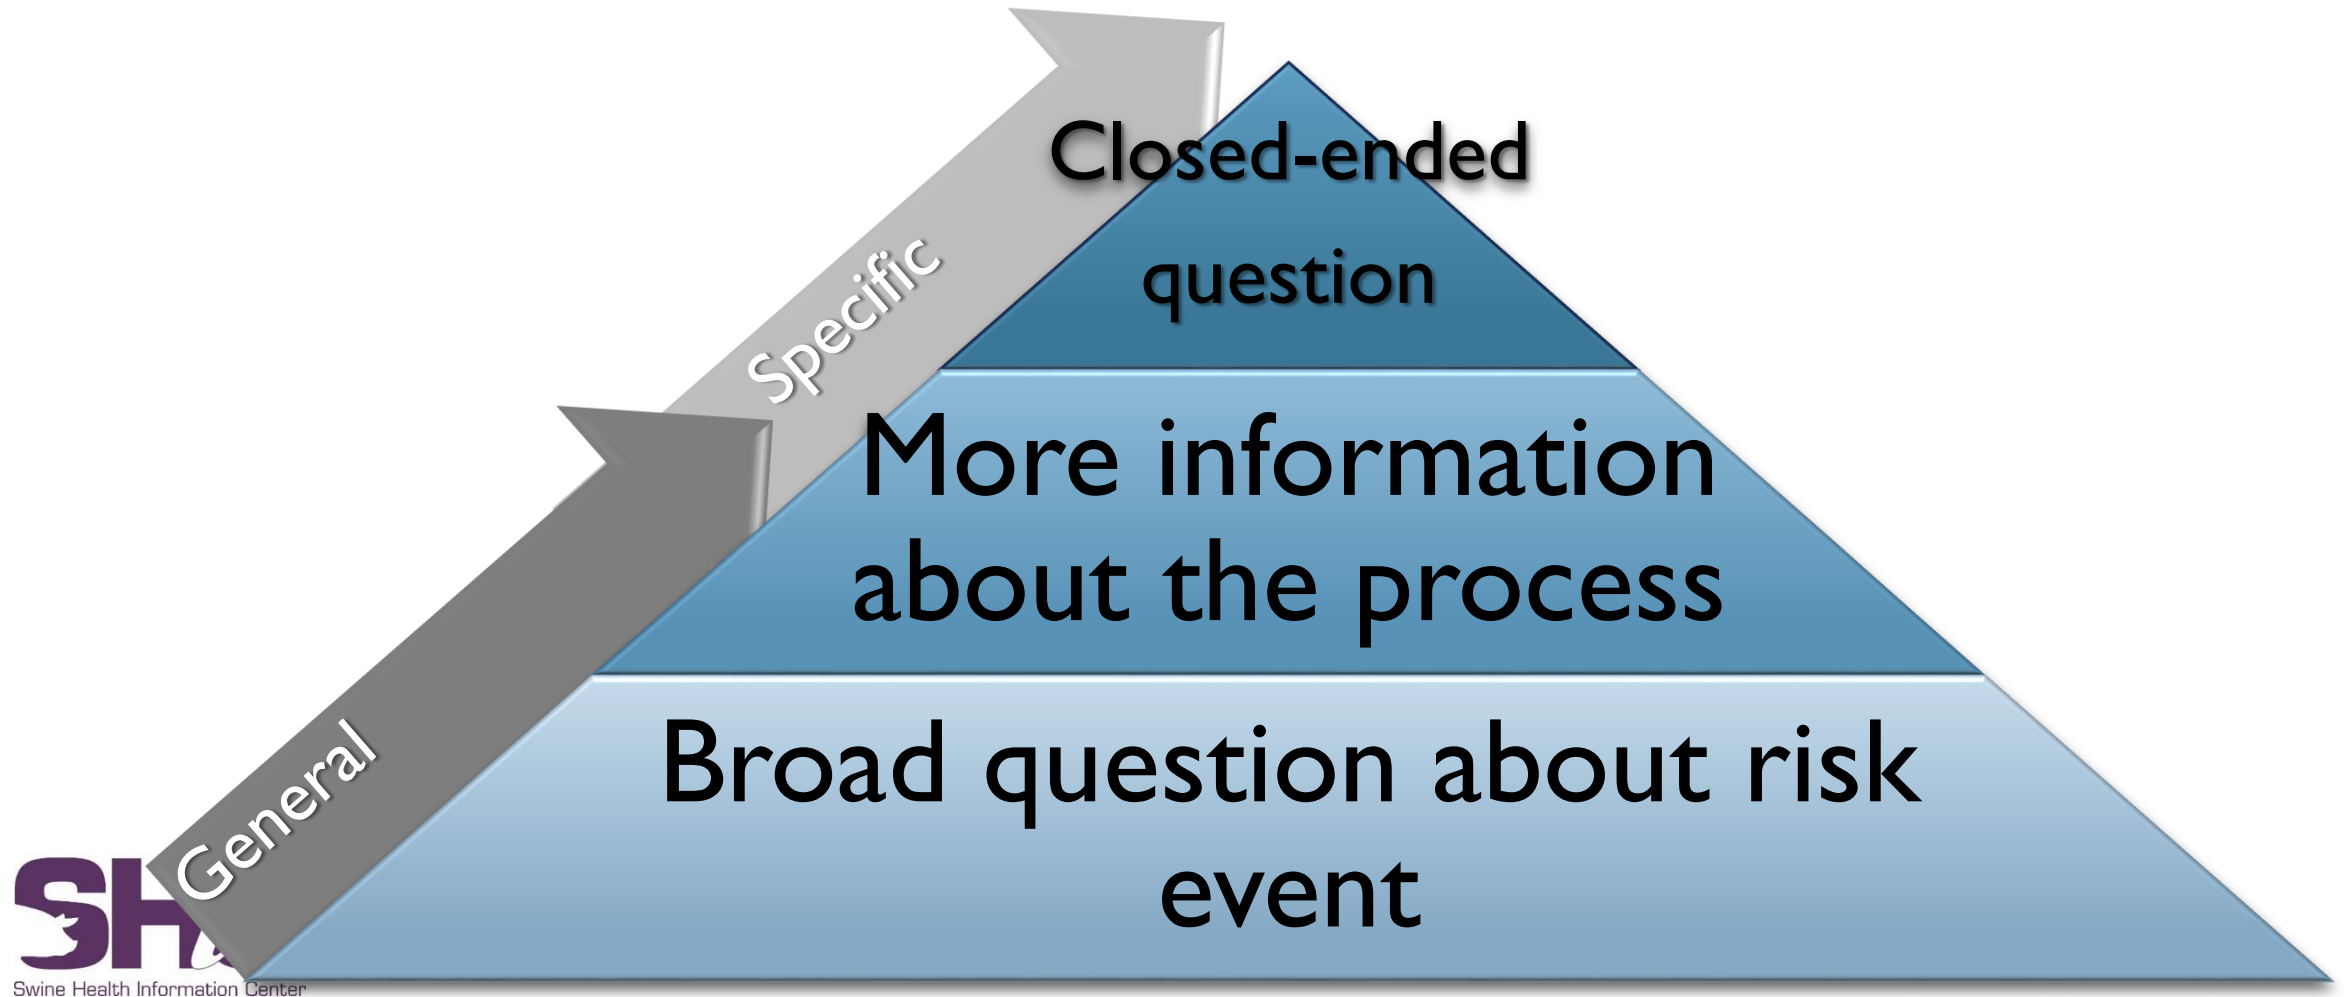 Closed-ended
question
Specific
More information
about the process
General
Broad question about risk
event
SH
Swine Health Information Center